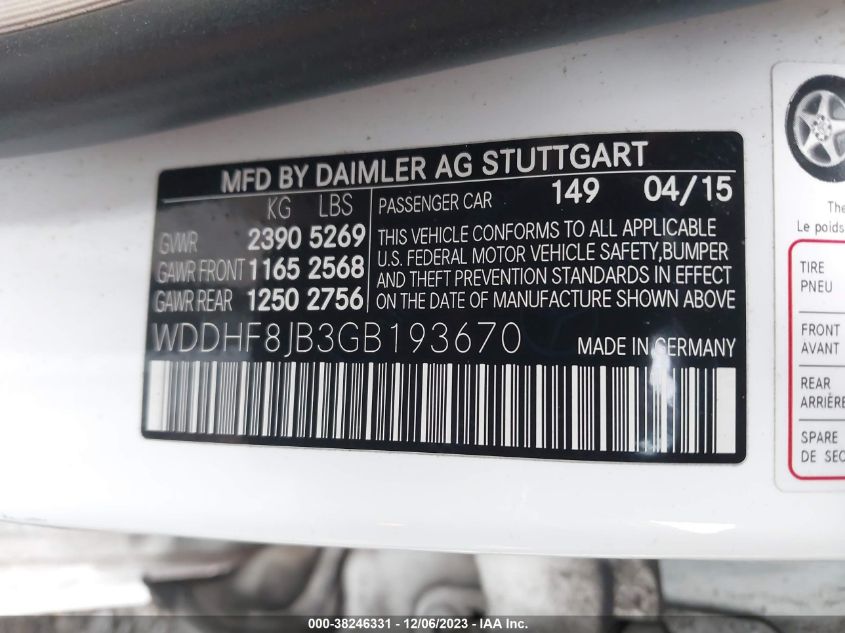 MFD BY DAIMLER AG STUTTGART
KG LBS
GVWR 2390 5269
GAWR FRONT 1165 2568
GAWR REAR 1250 2756
PASSENGER CAR 149 04/15
THIS VEHICLE CONFORMS TO ALL APPLICABLE
U.S. FEDERAL MOTOR VEHICLE SAFETY,BUMPER
AND THEFT PREVENTION STANDARDS IN EFFECT
ON THE DATE OF MANUFACTURE SHOWN ABOVE
WDDHF8JB3GB193670 MADE IN GERMANY
The
Le poids
TIRE
PNEU
FRONT
AVANT
REAR
ARRIÈRE
SPARE
DE SEC
000-38246331 - 12/06/2023 - © IAA, Inc.